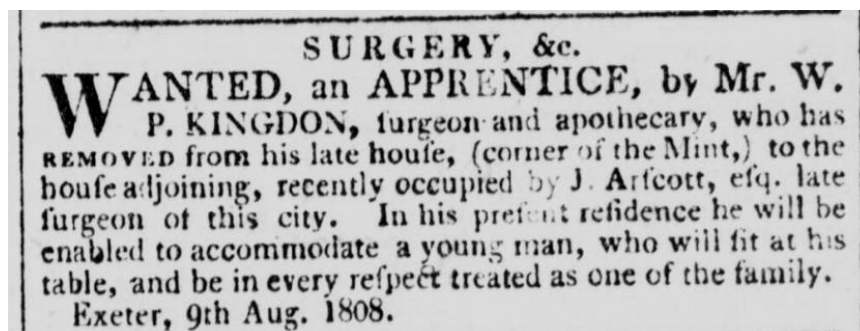 SURGERY, &c.
WANTED, an APPRENTICE, by Mr. W.
P. KINGDON, ſurgeon and apothecary, who has
REMOVED from his late houſe, (corner of the Mint,) to the
houſe adjoining, recently occupied by J. Arſcott, eſq. late
ſurgeon of this city. In his preſent reſidence he will be
enabled to accommodate a young man, who will ſit at his
table, and be in every reſpect treated as one of the family.
Exeter, 9th Aug. 1808.